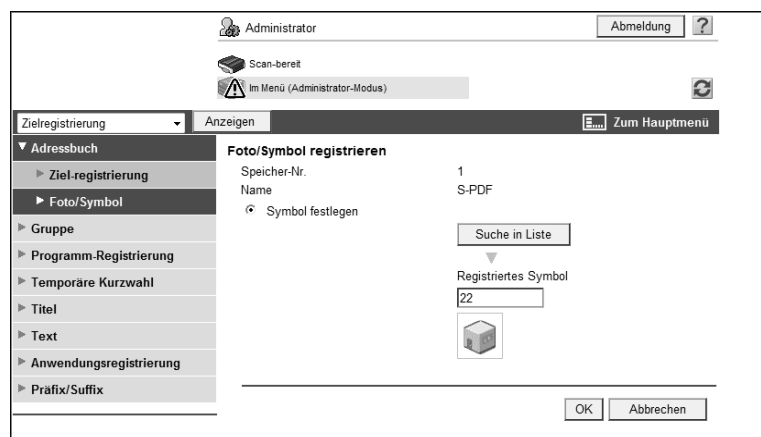 Administrator
Abmeldung
?
Scan-bereit
Im Menü (Administrator-Modus)
Zielregistrierung
Anzeigen
Zum Hauptmenü
Adressbuch
Ziel-registrierung
Foto/Symbol
Gruppe
Programm-Registrierung
Temporäre Kurzwahl
Titel
Text
Anwendungsregistrierung
Präfix/Suffix
Foto/Symbol registrieren
Speicher-Nr. 1
Name S-PDF
Symbol festlegen
Suche in Liste
Registriertes Symbol
22
OK
Abbrechen